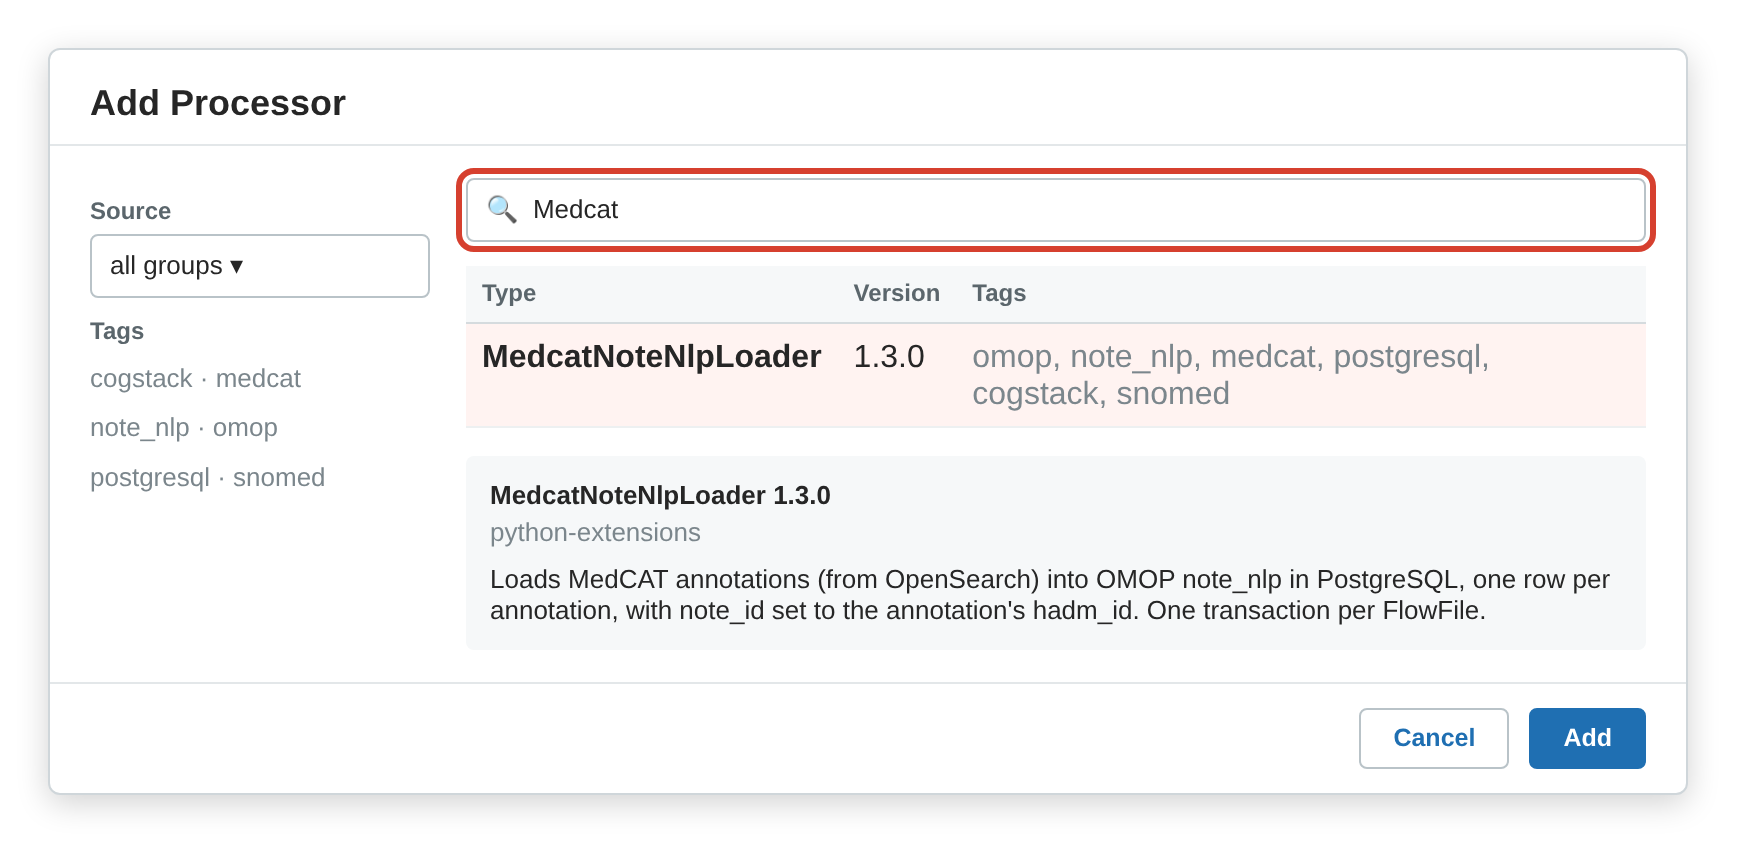 Add Processor
Source
all groups ▾
Tags
cogstack · medcat
note_nlp · omop
postgresql · snomed
Medcat
Type Version Tags
MedcatNoteNlpLoader 1.3.0 omop, note_nlp, medcat, postgresql,
cogstack, snomed
MedcatNoteNlpLoader 1.3.0
python-extensions
Loads MedCAT annotations (from OpenSearch) into OMOP note_nlp in PostgreSQL, one row per
annotation, with note_id set to the annotation's hadm_id. One transaction per FlowFile.
Cancel Add